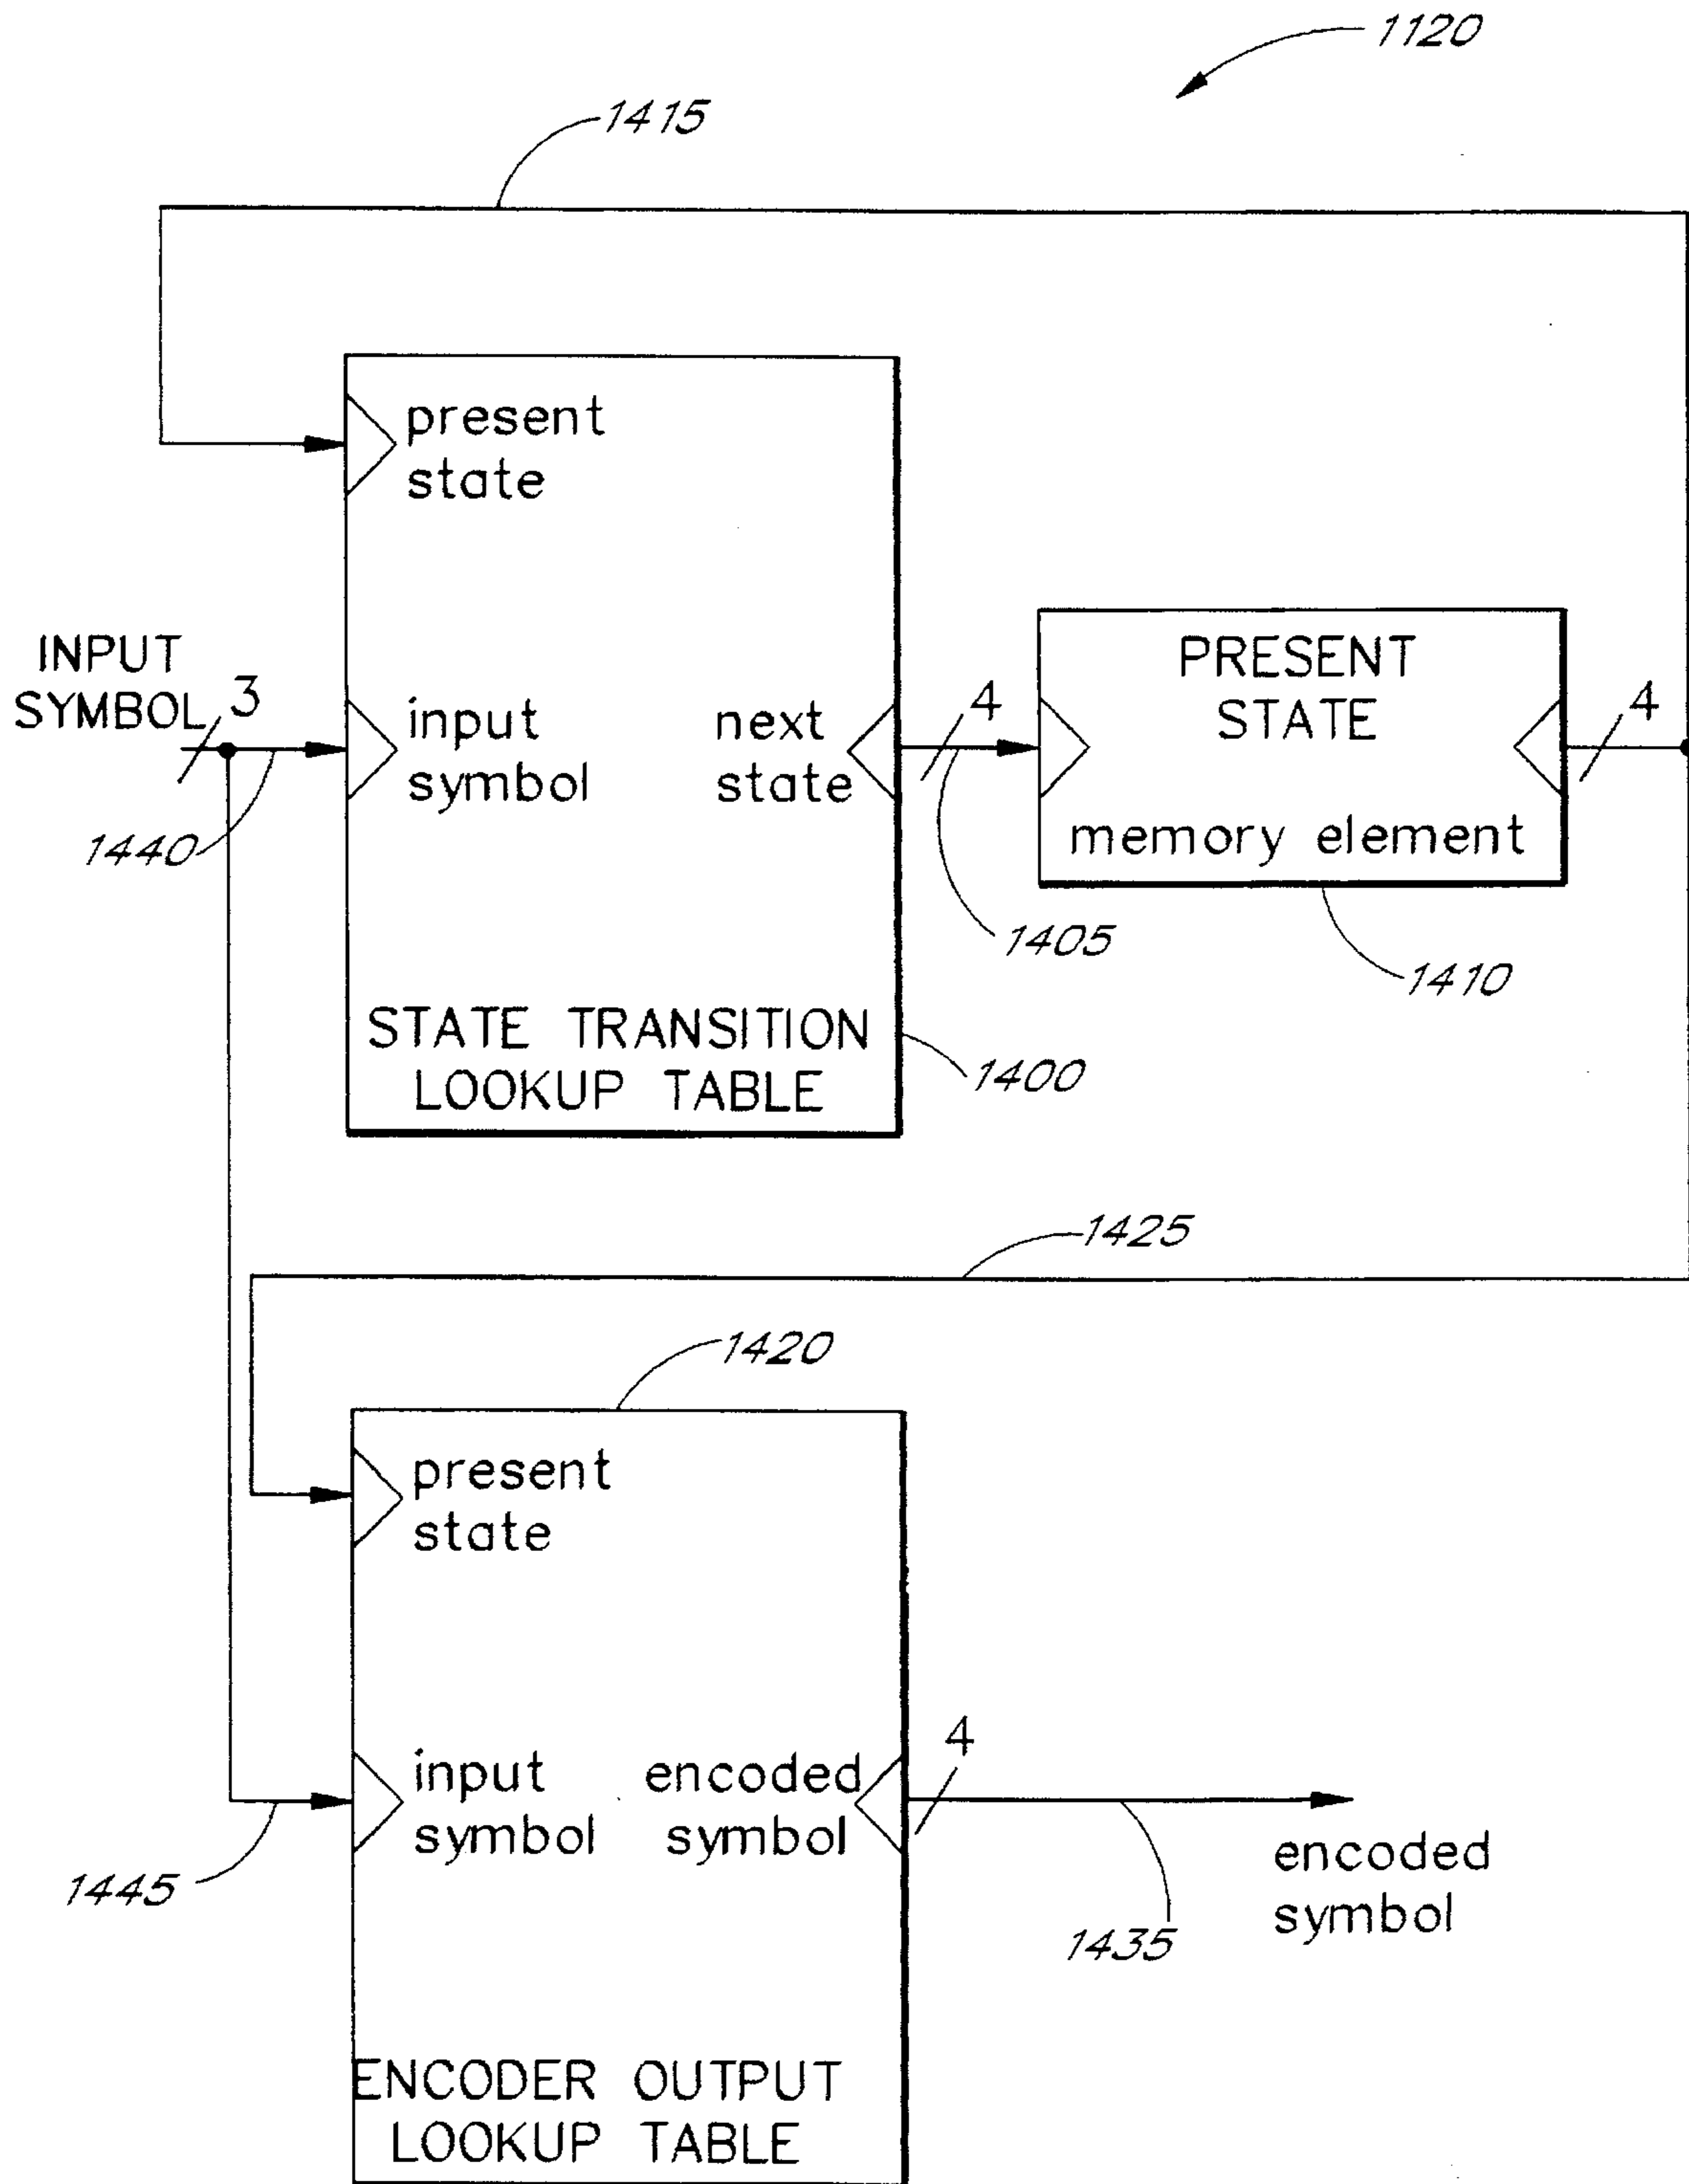 1120
1415
present
state
INPUT
SYMBOL
3
input
symbol
next
state
4
PRESENT
STATE
memory element
4
1440
1405
1410
STATE TRANSITION
LOOKUP TABLE
1400
1425
1420
present
state
input
symbol
encoded
symbol
4
encoded
symbol
1445
1435
ENCODER OUTPUT
LOOKUP TABLE